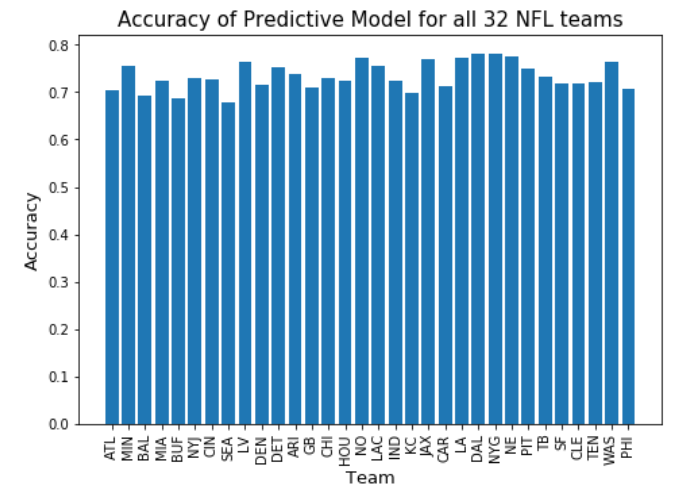 Accuracy of Predictive Model for all 32 NFL teams
Accuracy
0.8
0.7
0.6
0.5
0.4
0.3
0.2
0.1
0.0
ATL MIN BAL MIA BUF NYJ CIN SEA LV DEN DET ARI GB CHI HOU NO LAC IND KC JAX CAR LA DAL NYG NE PIT TB SF CLE TEN WAS PHI
Team